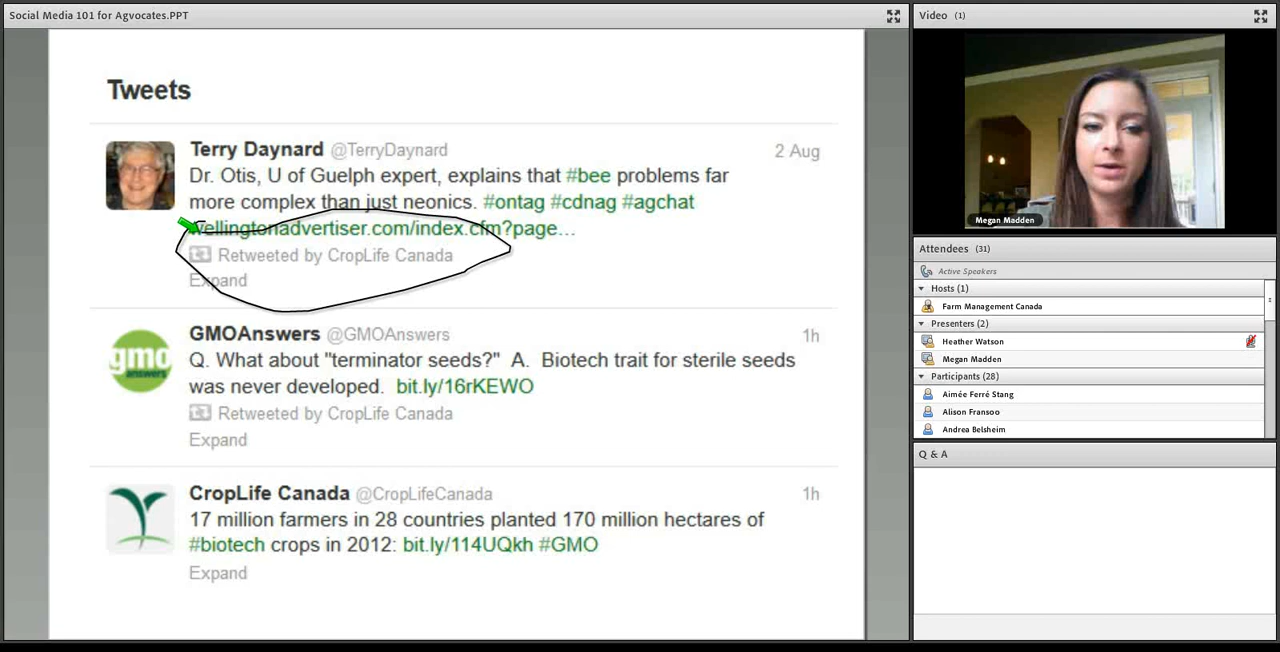 Social Media 101 for Agvocates.PPT
Tweets
Terry Daynard @TerryDaynard 2 Aug
Dr. Otis, U of Guelph expert, explains that #bee problems far
more complex than just neonics. #ontag #cdnag #agchat
wellingtonadvertiser.com/index.cfm?page...
Retweeted by CropLife Canada
Expand
gmo
answers
GMOAnswers @GMOAnswers 1h
Q. What about "terminator seeds?" A. Biotech trait for sterile seeds
was never developed. bit.ly/16rKEWO
Retweeted by CropLife Canada
Expand
CropLife Canada @CropLifeCanada 1h
17 million farmers in 28 countries planted 170 million hectares of
#biotech crops in 2012: bit.ly/114UQkh #GMO
Expand
Video (1)
Megan Madden
Attendees (31)
Active Speakers
Hosts (1)
Farm Management Canada
Presenters (2)
Heather Watson
Megan Madden
Participants (28)
Aimée Ferré Stang
Alison Fransoo
Andrea Belsheim
Q & A